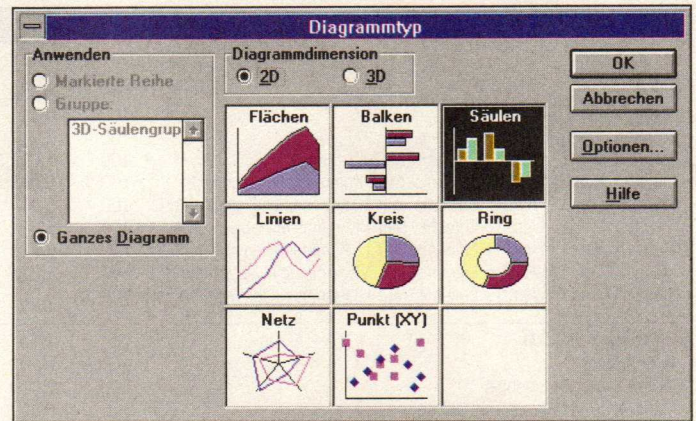 Diagrammtyp
Anwenden
Markierte Reihe
Gruppe:
3D-Säulengrup
Ganzes Diagramm
Diagrammdimension
2D
3D
Flächen
Balken
Säulen
Linien
Kreis
Ring
Netz
Punkt (XY)
OK
Abbrechen
Optionen...
Hilfe